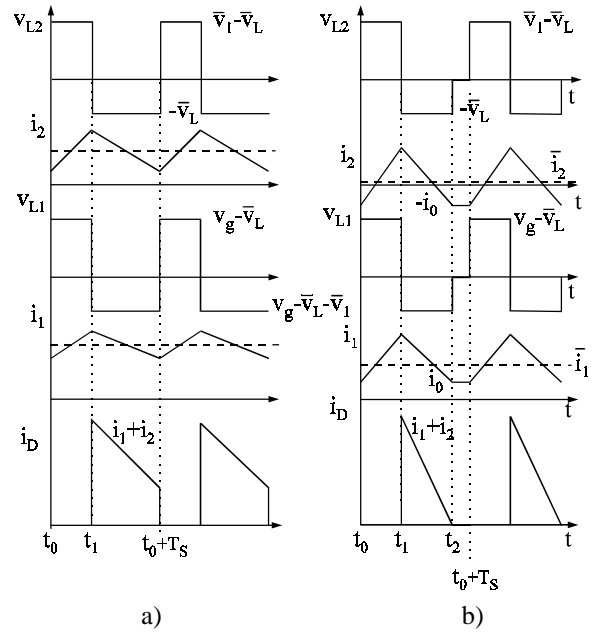 v_L2
v̄_1-v̄_L
-v̄_L
i_2
v_L1
v_g-v̄_L
v_g-v̄_L-v̄_1
i_1
i_D
i_1+i_2
t_0
t_1
t_0+T_S
a)
v_L2
v̄_1-v̄_L
-v̄_L
t
i_2
ī_2
-i_0
t
v_L1
v_g-v̄_L
t
i_1
ī_1
i_0
i_D
t
i_1+i_2
t_0
t_1
t_2
t
t_0+T_S
b)